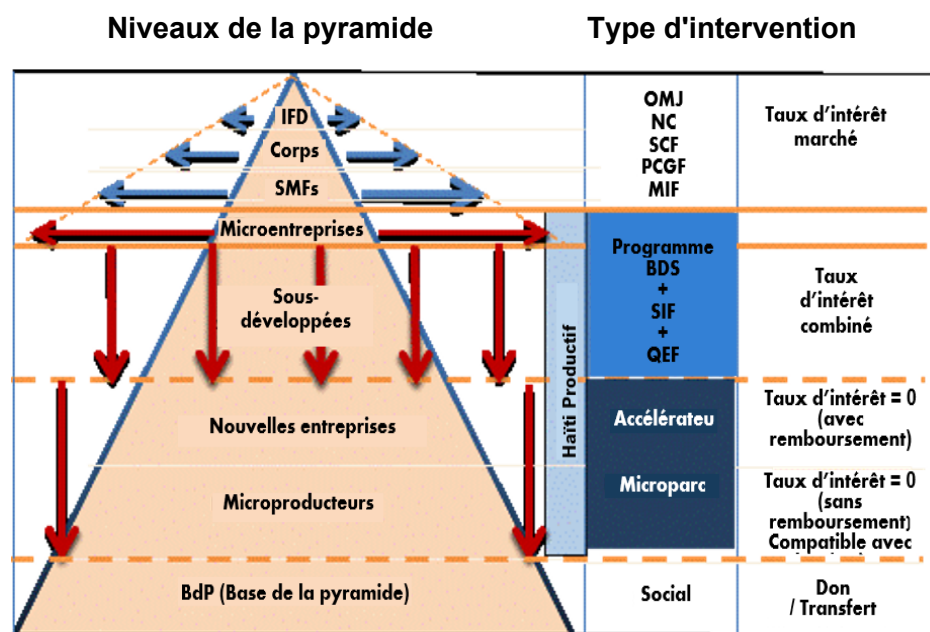 Niveaux de la pyramide
Type d'intervention
IFD
Corps
SMFs
Microentreprises
Sous-
développées
Nouvelles entreprises
Microproducteurs
BdP (Base de la pyramide)
Haïti Productif
OMJ
NC
SCF
PCGF
MIF
Programme
BDS
+
SIF
+
QEF
Accélérateu
Microparc
Social
Taux d'intérêt
marché
Taux
d'intérêt
combiné
Taux d'intérêt = 0
(avec
remboursement)
Taux d'intérêt = 0
(sans
remboursement)
Compatible avec
Don
/ Transfert